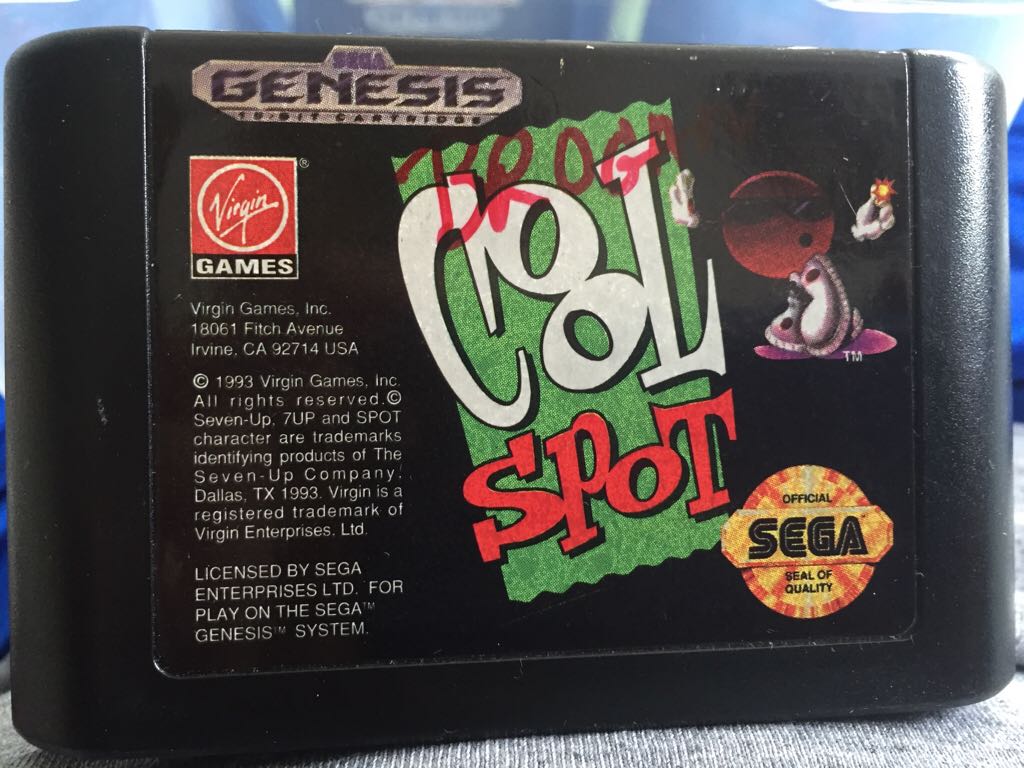 SEGA
GENESIS
16-BIT CARTRIDGE
Virgin ®
GAMES
COOL
SPOT
TM
Virgin Games, Inc.
18061 Fitch Avenue
Irvine, CA 92714 USA
© 1993 Virgin Games, Inc.
All rights reserved.©
Seven-Up, 7UP and SPOT
character are trademarks
identifying products of The
Seven-Up Company,
Dallas, TX 1993. Virgin is a
registered trademark of
Virgin Enterprises, Ltd.
LICENSED BY SEGA
ENTERPRISES LTD. FOR
PLAY ON THE SEGA™
GENESIS™ SYSTEM.
OFFICIAL
SEGA
SEAL OF
QUALITY